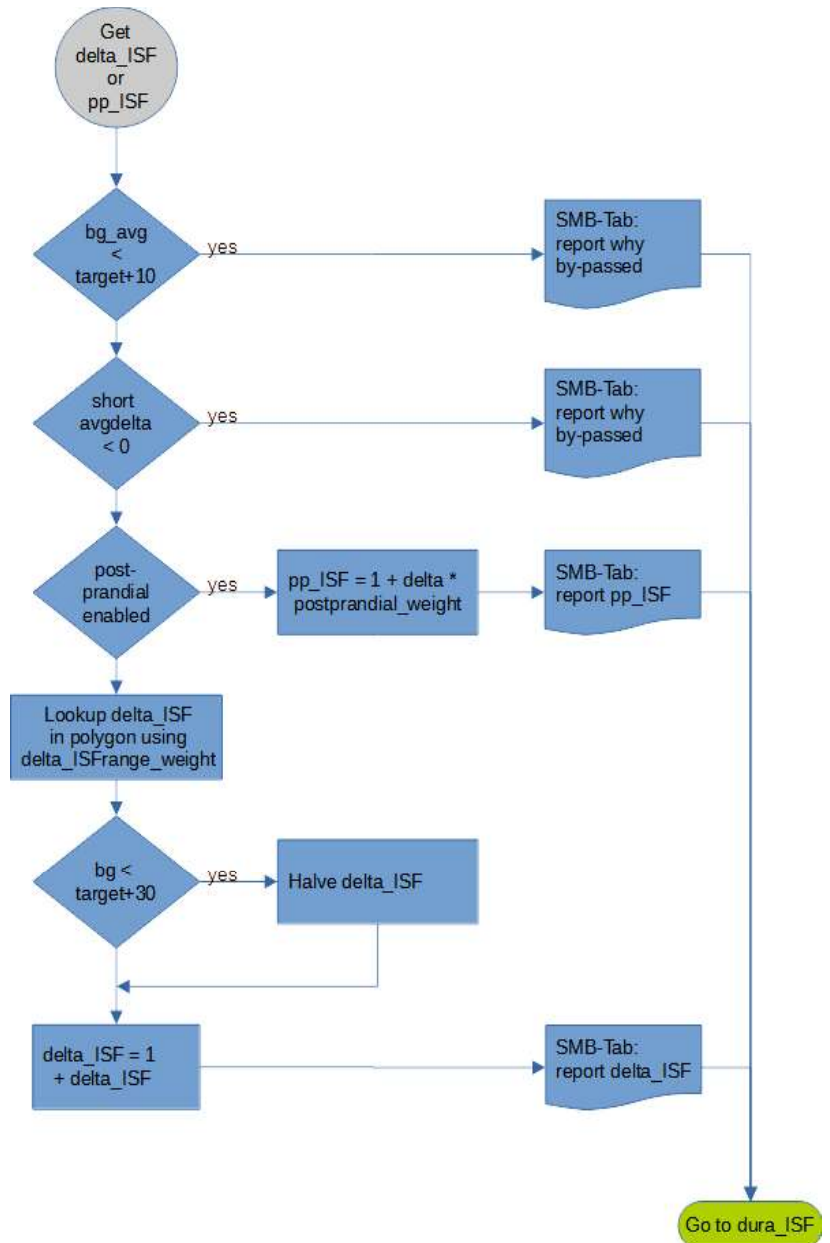 Get
delta_ISF
or
pp_ISF
bg_avg
<
target+10
yes
SMB-Tab:
report why
by-passed
short
avgdelta
< 0
yes
SMB-Tab:
report why
by-passed
post-
prandial
enabled
yes
pp_ISF = 1 + delta *
postprandial_weight
SMB-Tab:
report pp_ISF
Lookup delta_ISF
in polygon using
delta_ISFrange_weight
bg <
target+30
yes
Halve delta_ISF
delta_ISF = 1
+ delta_ISF
SMB-Tab:
report delta_ISF
Go to dura_ISF